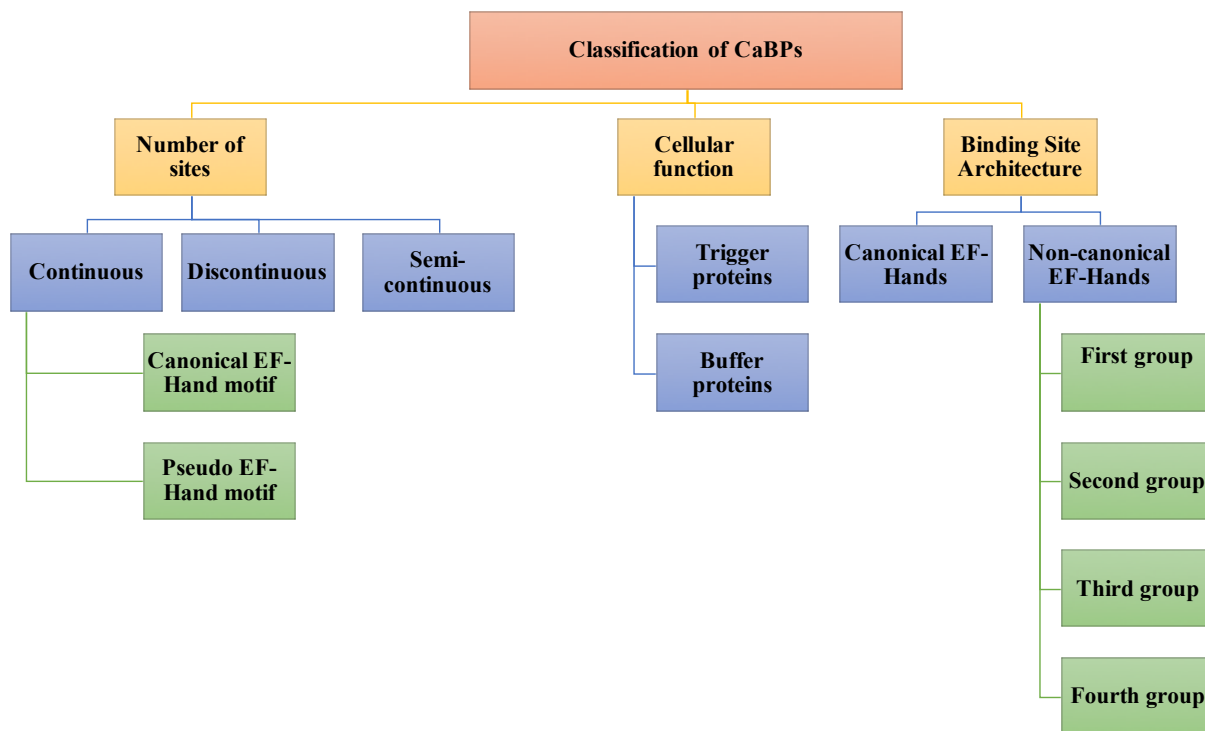 Classification of CaBPs
Number of
sites
Cellular
function
Binding Site
Architecture
Continuous
Discontinuous
Semi-
continuous
Trigger
proteins
Canonical EF-
Hands
Non-canonical
EF-Hands
Canonical EF-
Hand motif
Buffer
proteins
First group
Pseudo EF-
Hand motif
Second group
Third group
Fourth group